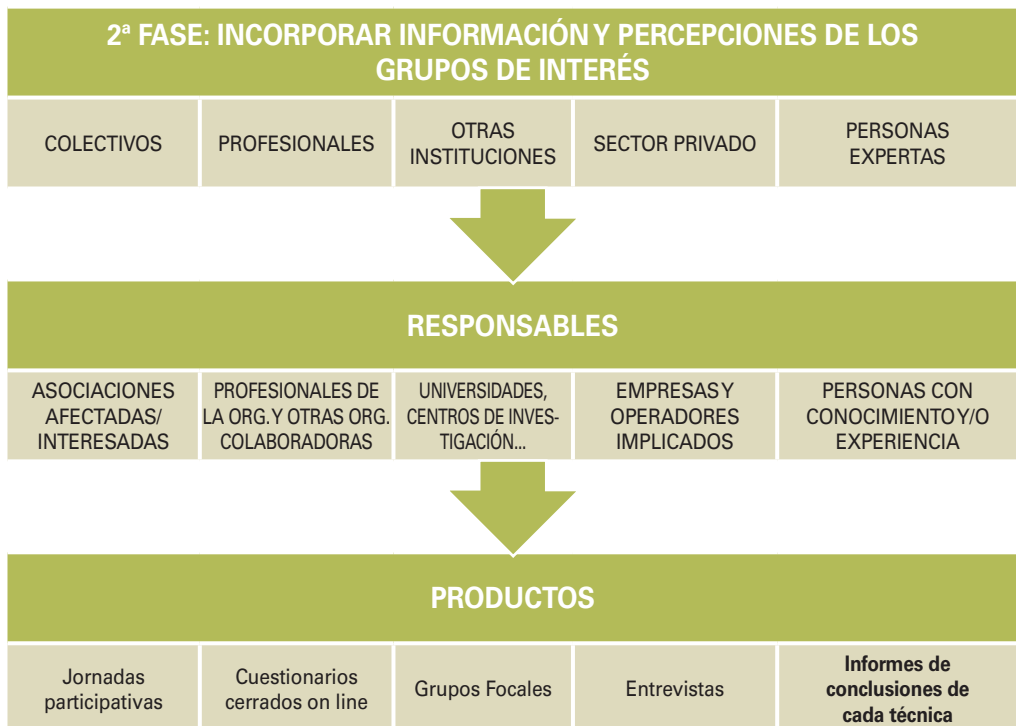 2ª FASE: INCORPORAR INFORMACIÓN Y PERCEPCIONES DE LOS
GRUPOS DE INTERÉS
COLECTIVOS
PROFESIONALES
OTRAS
INSTITUCIONES
SECTOR PRIVADO
PERSONAS
EXPERTAS
RESPONSABLES
ASOCIACIONES
AFECTADAS/
INTERESADAS
PROFESIONALES DE
LA ORG. Y OTRAS ORG.
COLABORADORAS
UNIVERSIDADES,
CENTROS DE INVES-
TIGACIÓN...
EMPRESAS Y
OPERADORES
IMPLICADOS
PERSONAS CON
CONOCIMIENTO Y/O
EXPERIENCIA
PRODUCTOS
Jornadas
participativas
Cuestionarios
cerrados on line
Grupos Focales
Entrevistas
Informes de
conclusiones de
cada técnica